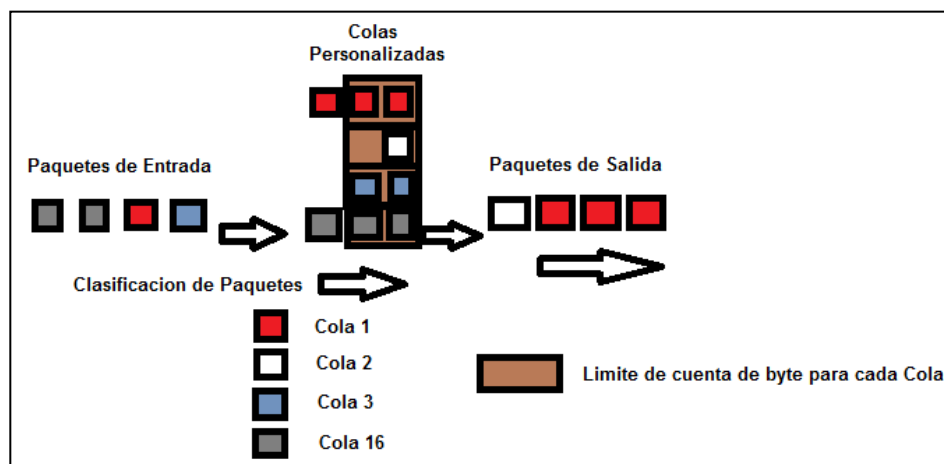 Colas
Personalizadas
Paquetes de Entrada
Paquetes de Salida
Clasificacion de Paquetes
Cola 1
Cola 2
Cola 3
Cola 16
Limite de cuenta de byte para cada Cola